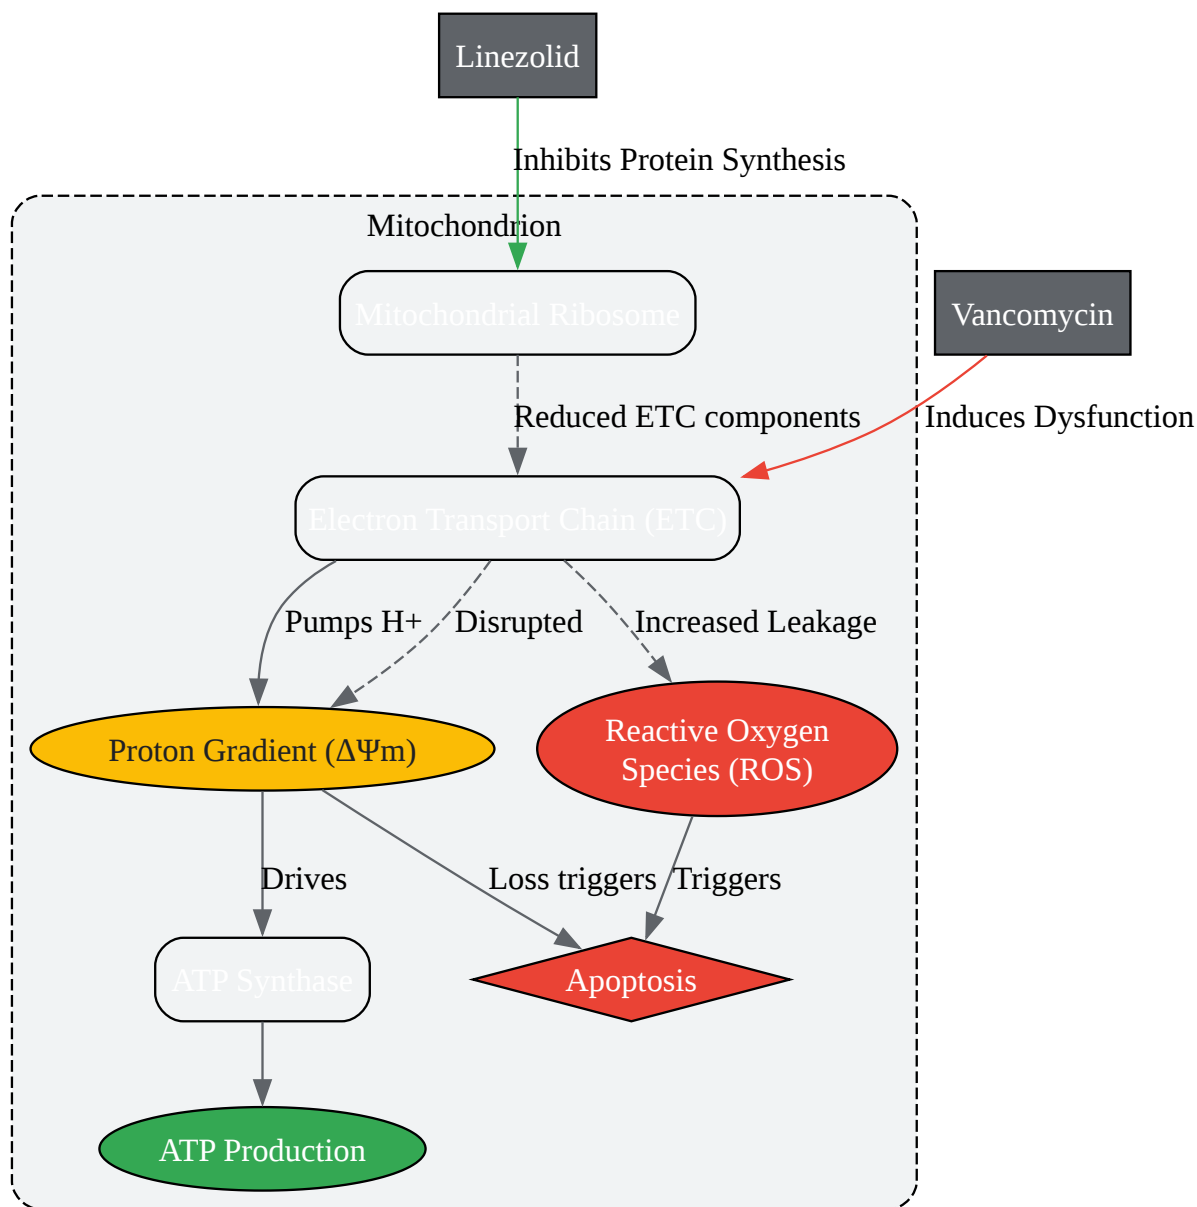 Linezolid
Inhibits Protein Synthesis
Mitochondrion
Mitochondrial Ribosome
Vancomycin
Reduced ETC components
Induces Dysfunction
Electron Transport Chain (ETC)
Pumps H+
Disrupted
Increased Leakage
Proton Gradient (ΔΨm)
Reactive Oxygen
Species (ROS)
Drives
Loss triggers
Triggers
ATP Synthase
Apoptosis
ATP Production